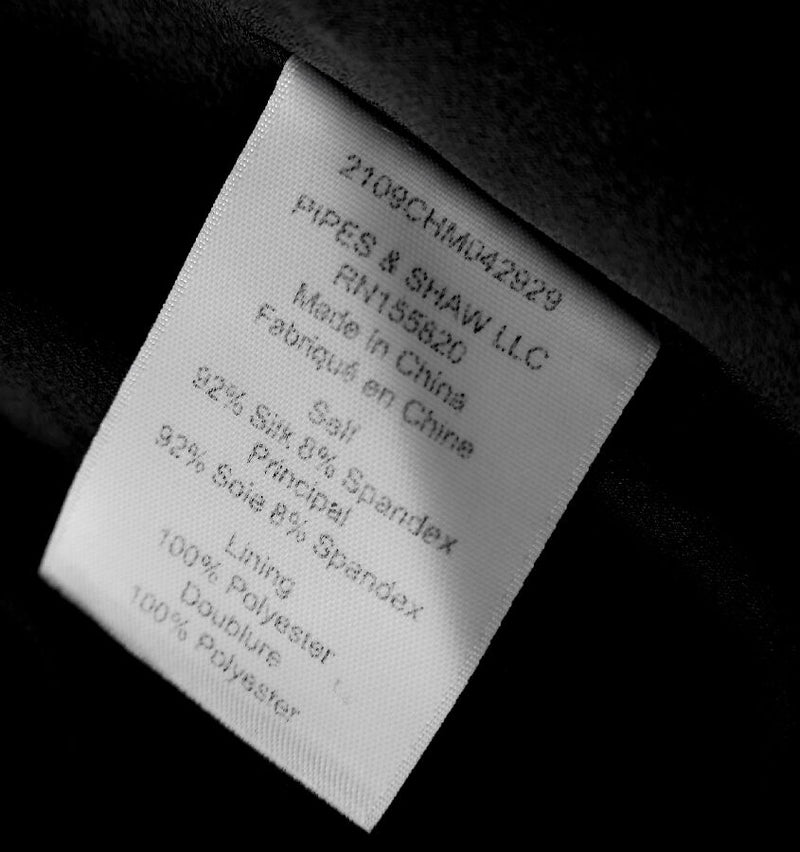 2109CHM042929
PIPES & SHAW LLC
RN155820
Made in China
Fabriqué en Chine
Self
92% Silk 8% Spandex
Principal
92% Soie 8% Spandex
Lining
100% Polyester
Doublure
100% Polyester